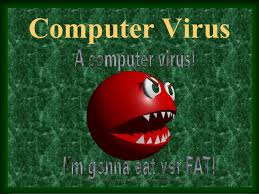 Computer Virus
A computer virus!
I'm gonna eat yer FAT!